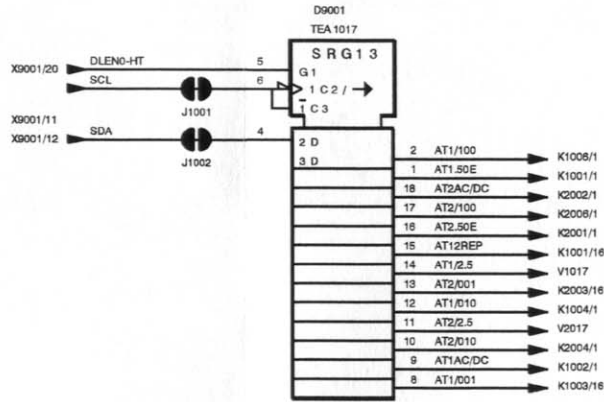 D9001
TEA1017
SRG13
X9001/20 DLEN0-HT 5 G1
SCL 6 1C2/→
J1001 1C3
X9001/11
X9001/12 SDA 4 2D
J1002 3D
2 AT1/100 K1006/1
1 AT1.50E K1001/1
18 AT2AC/DC K2002/1
17 AT2/100 K2006/1
16 AT2.50E K2001/1
15 AT12REP K1001/16
14 AT1/2.5 V1017
13 AT2/001 K2003/16
12 AT1/010 K1004/1
11 AT2/2.5 V2017
10 AT2/010 K2004/1
9 AT1AC/DC K1002/1
8 AT1/001 K1003/16